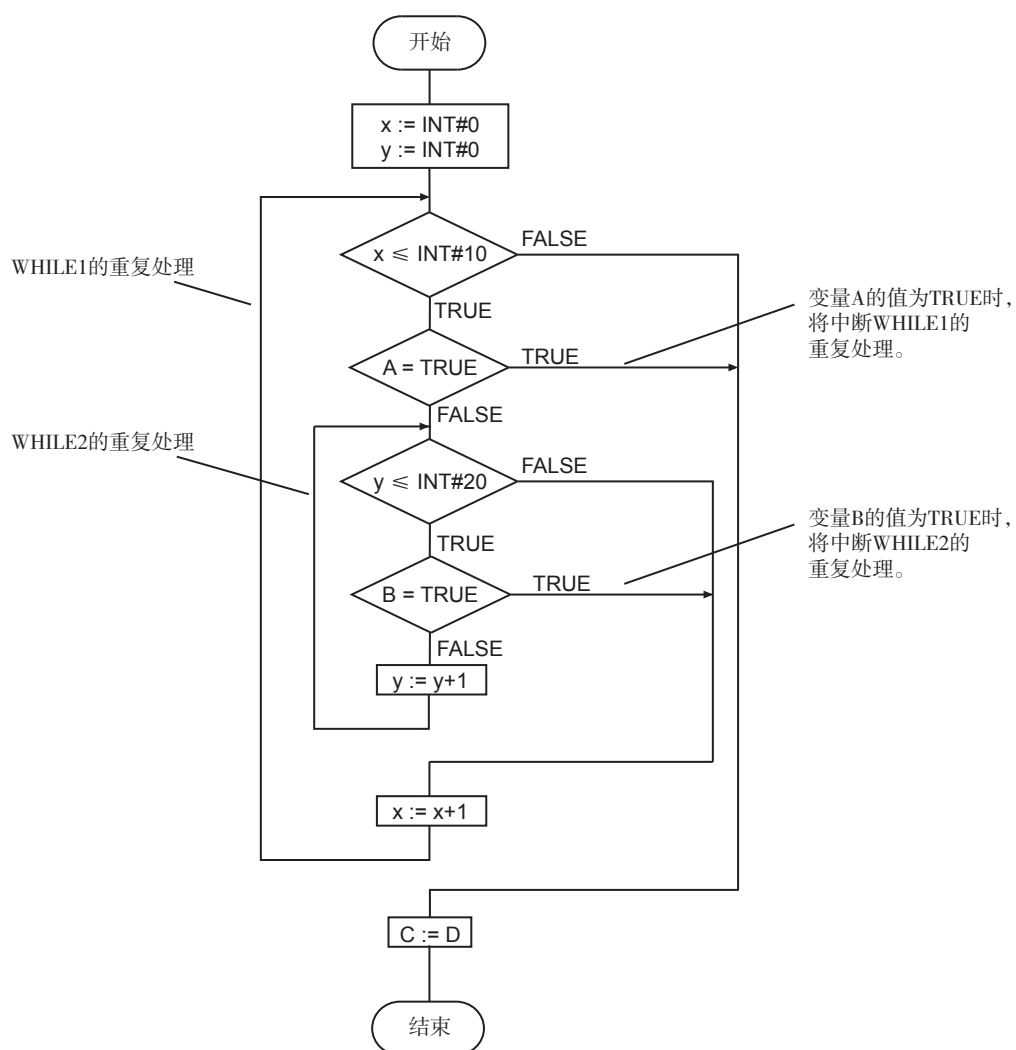 开始
x := INT#0
y := INT#0
x ≤ INT#10
FALSE
WHILE1的重复处理
TRUE
变量A的值为TRUE时，
将中断WHILE1的
重复处理。
A = TRUE
TRUE
FALSE
WHILE2的重复处理
y ≤ INT#20
FALSE
TRUE
变量B的值为TRUE时，
将中断WHILE2的
重复处理。
B = TRUE
TRUE
FALSE
y := y+1
x := x+1
C := D
结束